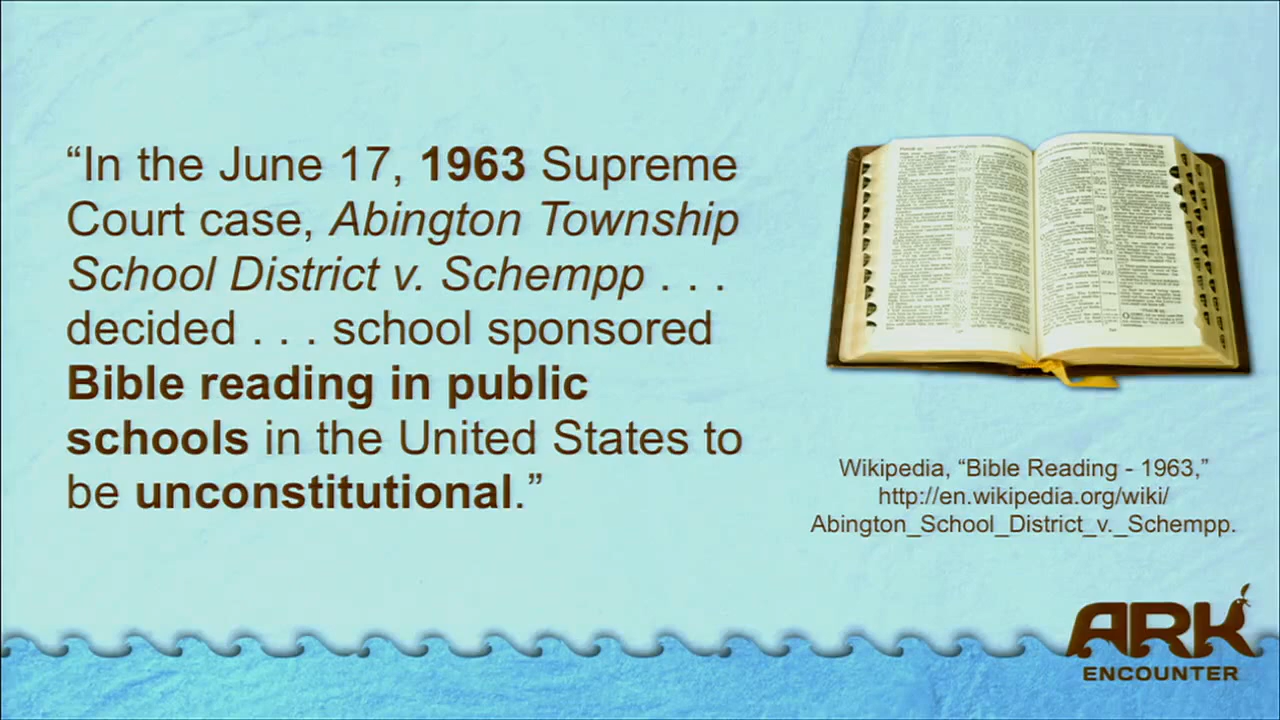 “In the June 17, 1963 Supreme
Court case, Abington Township
School District v. Schempp . . .
decided . . . school sponsored
Bible reading in public
schools in the United States to
be unconstitutional.”
Wikipedia, “Bible Reading - 1963,”
http://en.wikipedia.org/wiki/
Abington_School_District_v._Schempp.
ARK
ENCOUNTER